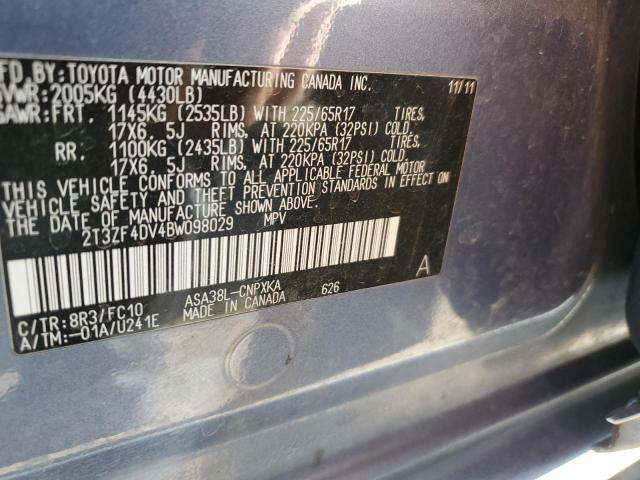 MFD.BY:TOYOTA MOTOR MANUFACTURING CANADA INC.
GVWR:2005KG (4430LB) 11/11
GAWR:FRT. 1145KG (2535LB) WITH 225/65R17 TIRES,
17X6. 5J RIMS, AT 220KPA (32PSI) COLD.
RR. 1100KG (2435LB) WITH 225/65R17 TIRES,
17X6. 5J RIMS, AT 220KPA (32PSI) COLD.
THIS VEHICLE CONFORMS TO ALL APPLICABLE FEDERAL MOTOR
VEHICLE SAFETY AND THEFT PREVENTION STANDARDS IN EFFECT ON
THE DATE OF MANUFACTURE SHOWN ABOVE.
2T3ZF4DV4BW098029 MPV
A
C/TR:8R3/FC10 ASA38L-CNPXKA 626
A/TM:-01A/U241E MADE IN CANADA